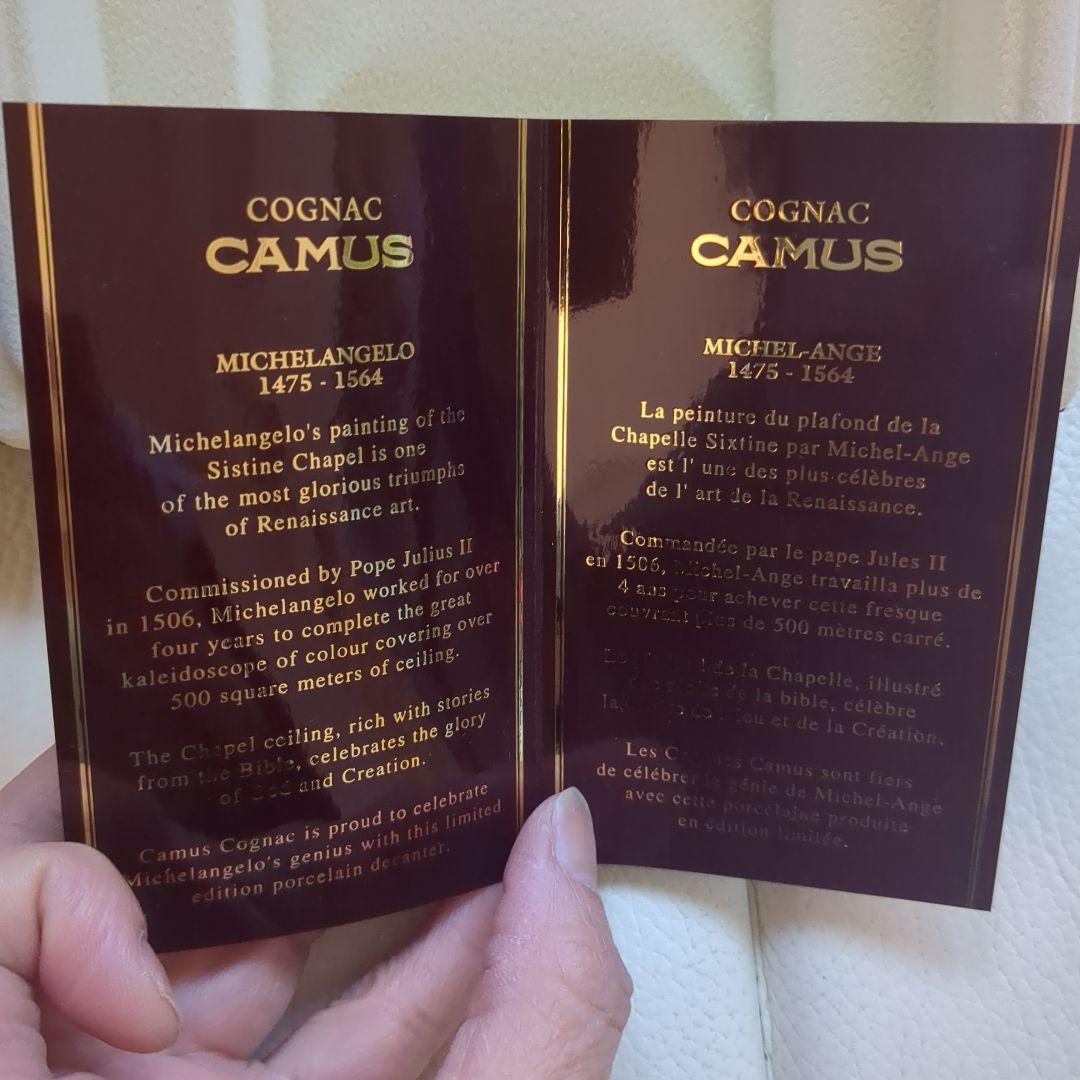 COGNAC
CAMUS
MICHELANGELO
1475 - 1564
Michelangelo's painting of the
Sistine Chapel is one
of the most glorious triumphs
of Renaissance art.
Commissioned by Pope Julius II
in 1506, Michelangelo worked for over
four years to complete the great
kaleidoscope of colour covering over
500 square meters of ceiling.
The Chapel ceiling, rich with stories
from the Bible, celebrates the glory
of God and Creation.
Camus Cognac is proud to celebrate
Michelangelo's genius with this limited
edition porcelain decanter.
COGNAC
CAMUS
MICHEL-ANGE
1475 - 1564
La peinture du plafond de la
Chapelle Sixtine par Michel-Ange
est l' une des plus célèbres
de l' art de la Renaissance.
Commandée par le pape Jules II
en 1506, Michel-Ange travailla plus de
4 ans pour achever cette fresque
couvrant plus de 500 mètres carré.
de la Chapelle, illustré
de la bible, célèbre
la de Dieu et de la Création.
Les Cognacs Camus sont fiers
de célébrer le génie de Michel-Ange
avec cette porcelaine produite
en édition limitée.